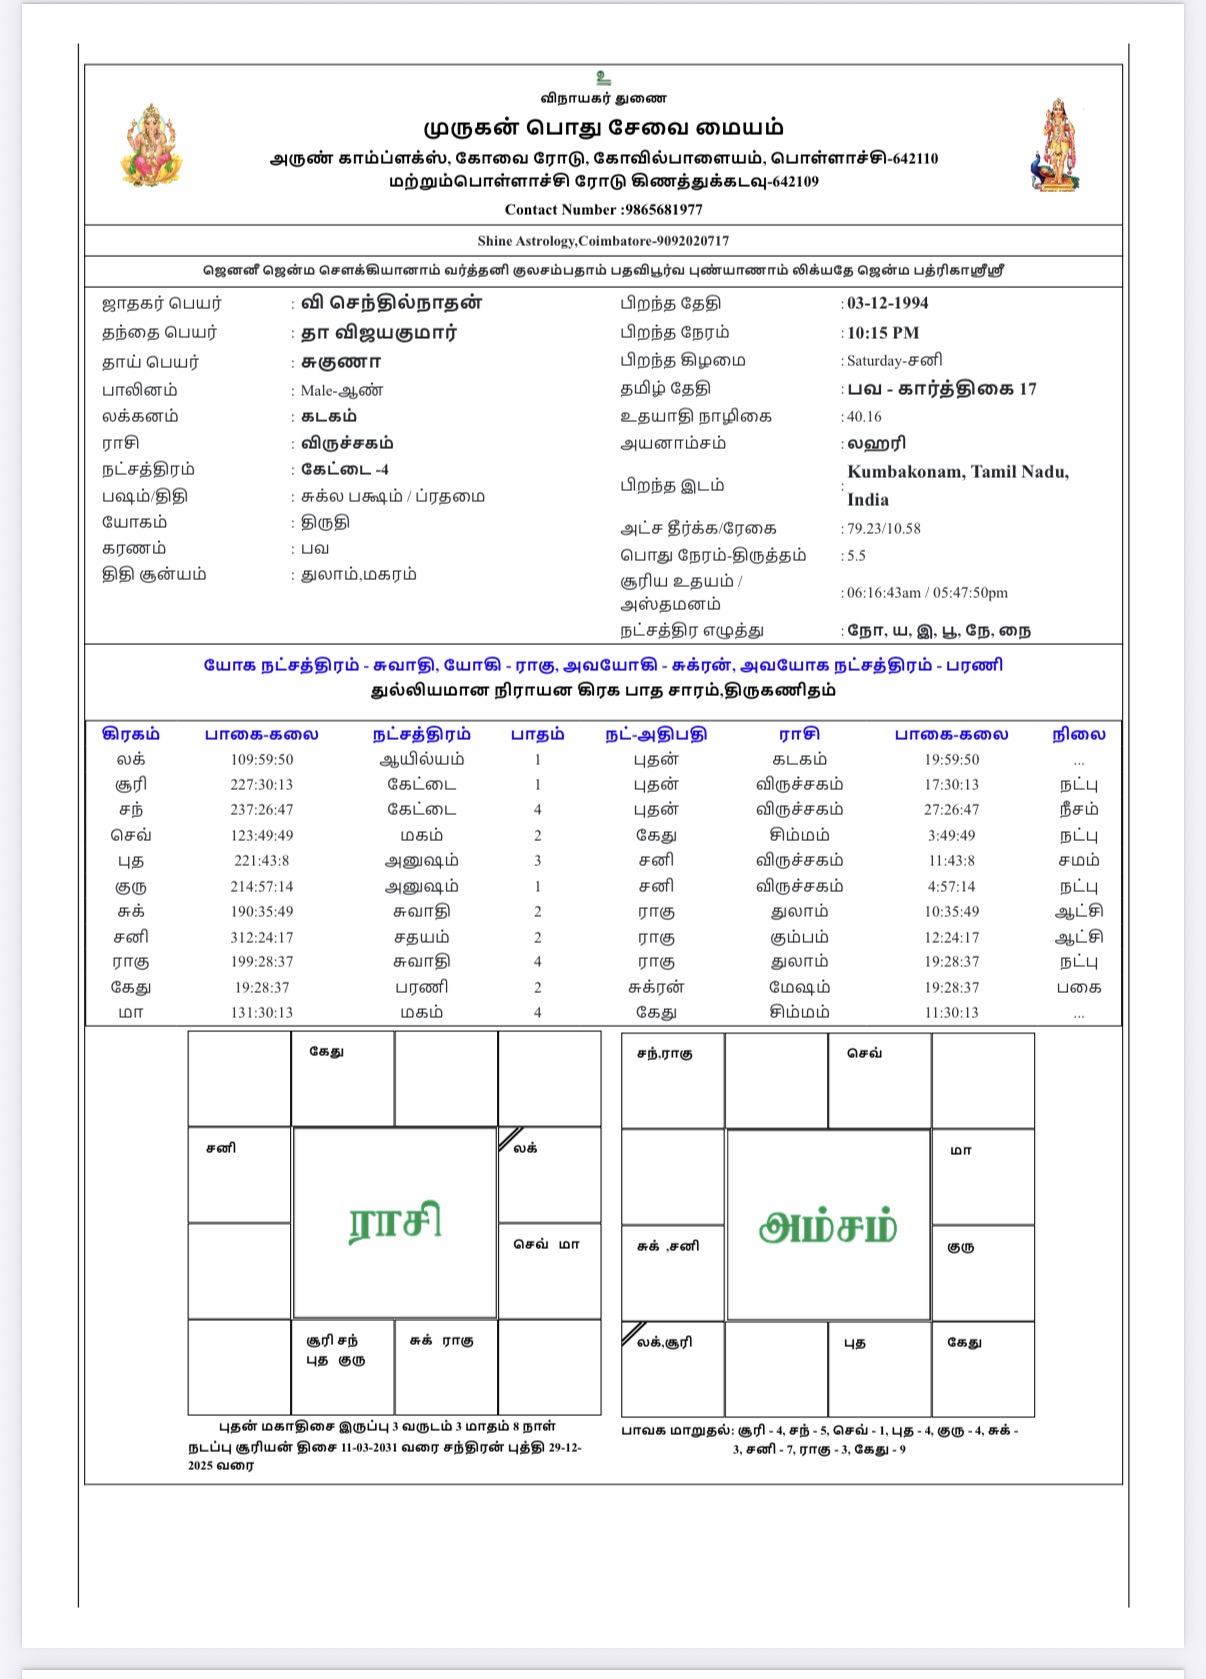 உ
விநாயகர் துணை
முருகன் பொது சேவை மையம்
அருண் காம்ப்ளக்ஸ், கோவை ரோடு, கோவில்பாளையம், பொள்ளாச்சி-642110
மற்றும்பொள்ளாச்சி ரோடு கிணத்துக்கடவு-642109
Contact Number :9865681977
Shine Astrology,Coimbatore-9092020717
ஜெனனீ ஜென்ம சௌக்கியானாம் வர்த்தனி குலசம்பதாம் பதவிபூர்வ புண்யாணாம் லிக்யதே ஜென்ம பத்ரிகாஸ்ரீஸ்ரீ
ஜாதகர் பெயர் : வி செந்தில்நாதன் பிறந்த தேதி : 03-12-1994
தந்தை பெயர் : தா விஜயகுமார் பிறந்த நேரம் : 10:15 PM
தாய் பெயர் : சுகுணா பிறந்த கிழமை : Saturday-சனி
பாலினம் : Male-ஆண் தமிழ் தேதி : பவ - கார்த்திகை 17
லக்கனம் : கடகம் உதயாதி நாழிகை : 40.16
ராசி : விருச்சகம் அயனாம்சம் : லஹரி
நட்சத்திரம் : கேட்டை -4 பிறந்த இடம் : Kumbakonam, Tamil Nadu, India
பஷம்/திதி : சுக்ல பக்ஷம் / ப்ரதமை அட்ச தீர்க்க/ரேகை : 79.23/10.58
யோகம் : திருதி பொது நேரம்-திருத்தம் : 5.5
கரணம் : பவ சூரிய உதயம் / அஸ்தமனம் : 06:16:43am / 05:47:50pm
திதி சூன்யம் : துலாம்,மகரம் நட்சத்திர எழுத்து : நோ, ய, இ, பூ, நே, நை
யோக நட்சத்திரம் - சுவாதி, யோகி - ராகு, அவயோகி - சுக்ரன், அவயோக நட்சத்திரம் - பரணி
துல்லியமான நிராயன கிரக பாத சாரம்,திருகணிதம்
கிரகம் பாகை-கலை நட்சத்திரம் பாதம் நட்-அதிபதி ராசி பாகை-கலை நிலை
லக் 109:59:50 ஆயில்யம் 1 புதன் கடகம் 19:59:50 ...
சூரி 227:30:13 கேட்டை 1 புதன் விருச்சகம் 17:30:13 நட்பு
சந் 237:26:47 கேட்டை 4 புதன் விருச்சகம் 27:26:47 நீசம்
செவ் 123:49:49 மகம் 2 கேது சிம்மம் 3:49:49 நட்பு
புத 221:43:8 அனுஷம் 3 சனி விருச்சகம் 11:43:8 சமம்
குரு 214:57:14 அனுஷம் 1 சனி விருச்சகம் 4:57:14 நட்பு
சுக் 190:35:49 சுவாதி 2 ராகு துலாம் 10:35:49 ஆட்சி
சனி 312:24:17 சதயம் 2 ராகு கும்பம் 12:24:17 ஆட்சி
ராகு 199:28:37 சுவாதி 4 ராகு துலாம் 19:28:37 நட்பு
கேது 19:28:37 பரணி 2 சுக்ரன் மேஷம் 19:28:37 பகை
மா 131:30:13 மகம் 4 கேது சிம்மம் 11:30:13 ...
கேது
சனி
லக்
ராசி
செவ் மா
சூரி சந்
புத குரு
சுக் ராகு
சந்,ராகு
செவ்
மா
அம்சம்
சுக் ,சனி
குரு
லக்,சூரி
புத
கேது
புதன் மகாதிசை இருப்பு 3 வருடம் 3 மாதம் 8 நாள்
நடப்பு சூரியன் திசை 11-03-2031 வரை சந்திரன் புத்தி 29-12-
2025 வரை
பாவக மாறுதல்: சூரி - 4, சந் - 5, செவ் - 1, புத - 4, குரு - 4, சுக் -
3, சனி - 7, ராகு - 3, கேது - 9